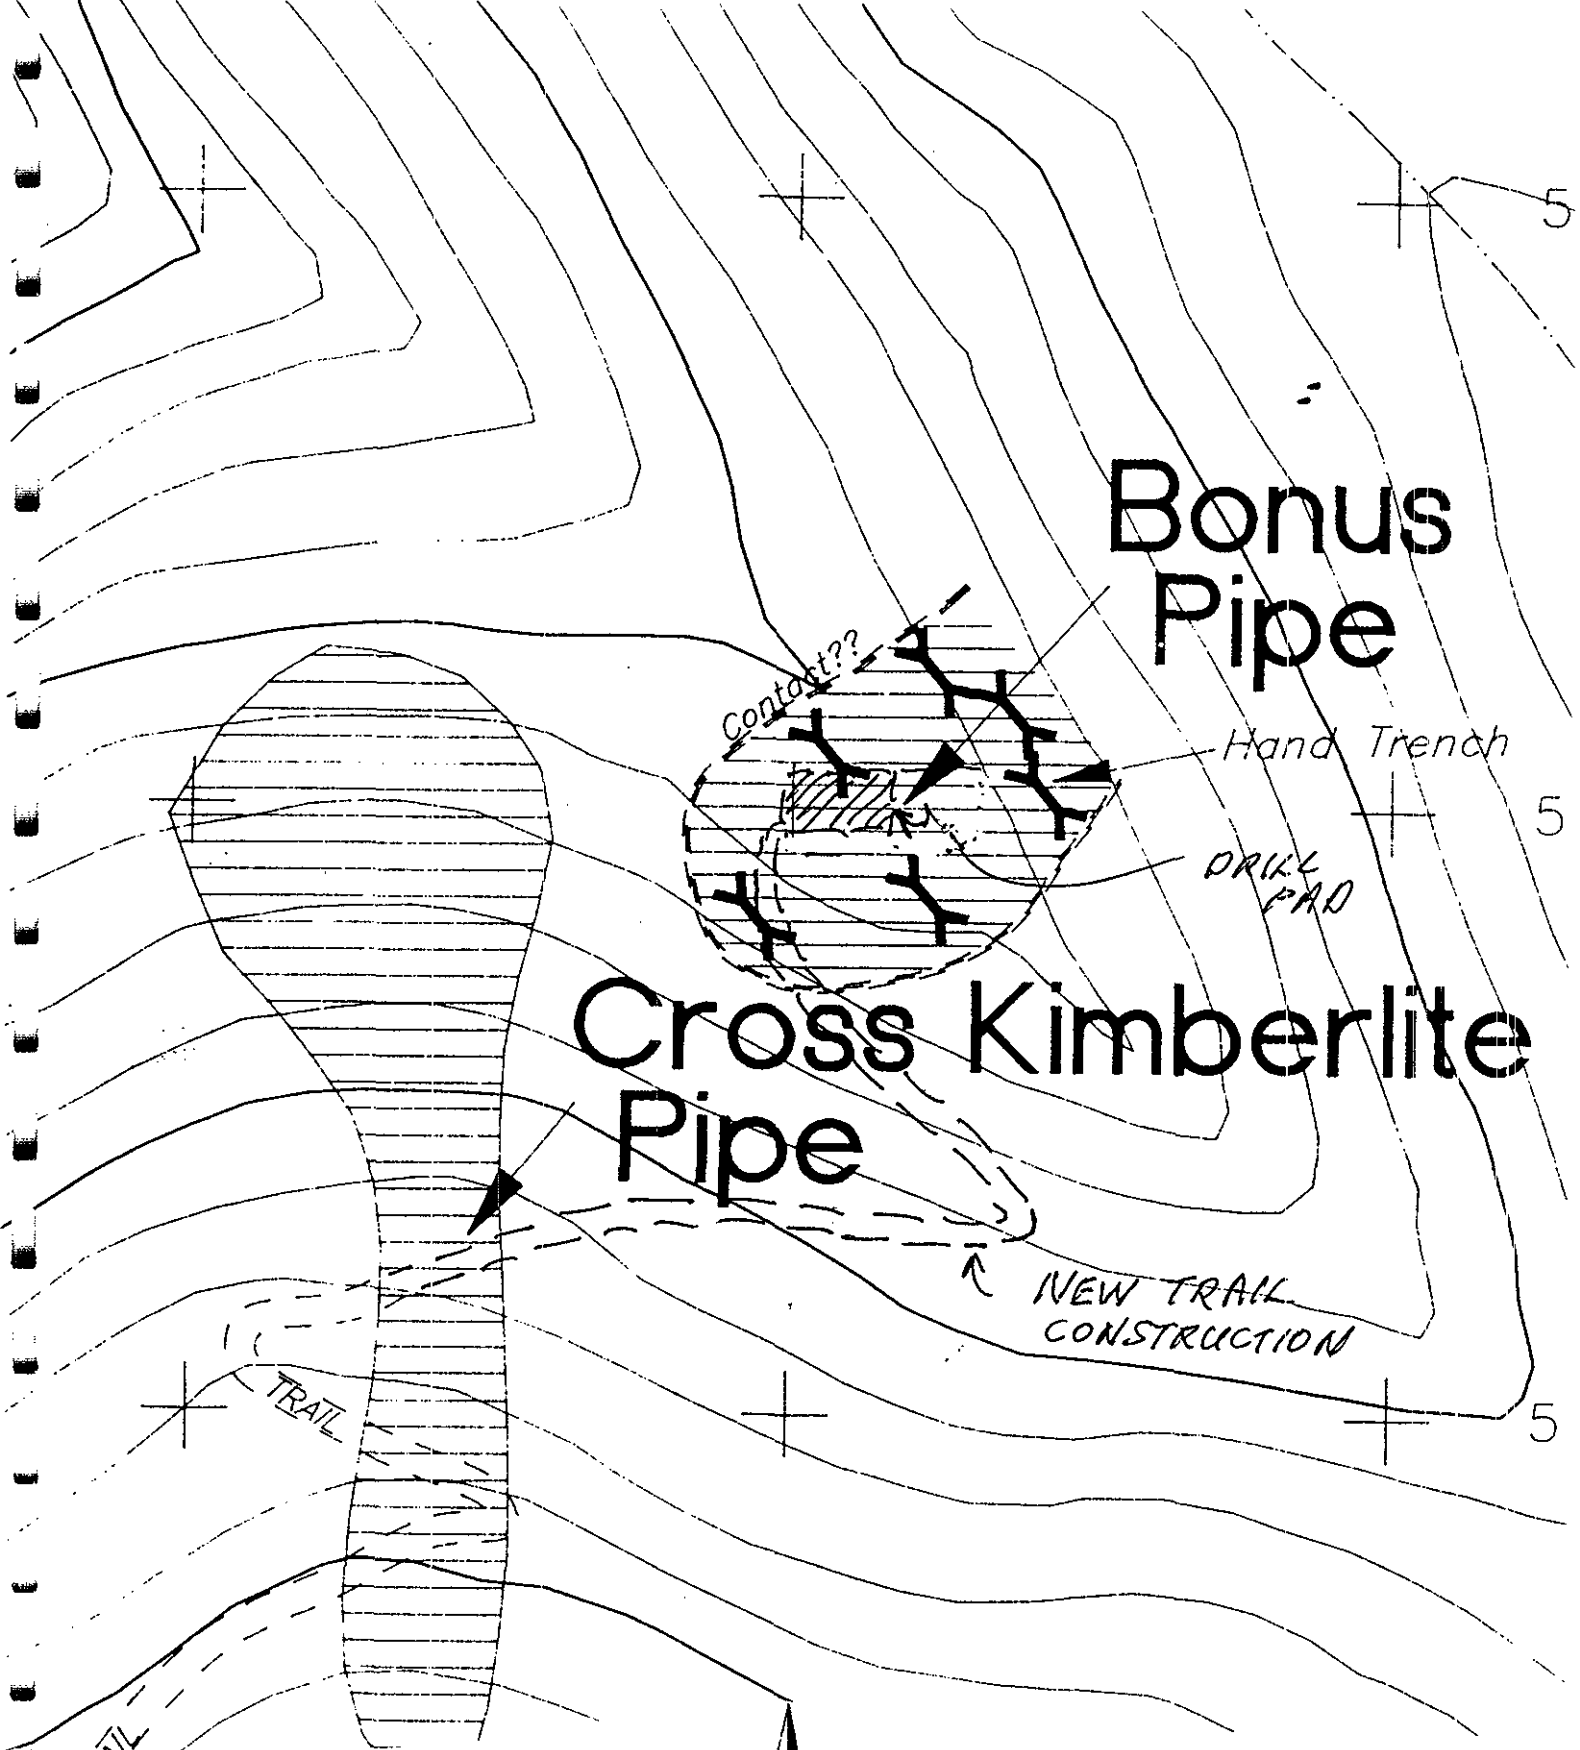 5
Bonus
Pipe
Contact??
Hand Trench
5
DRILL
PAD
Cross Kimberlite
Pipe
NEW TRAIL
CONSTRUCTION
TRAIL
5